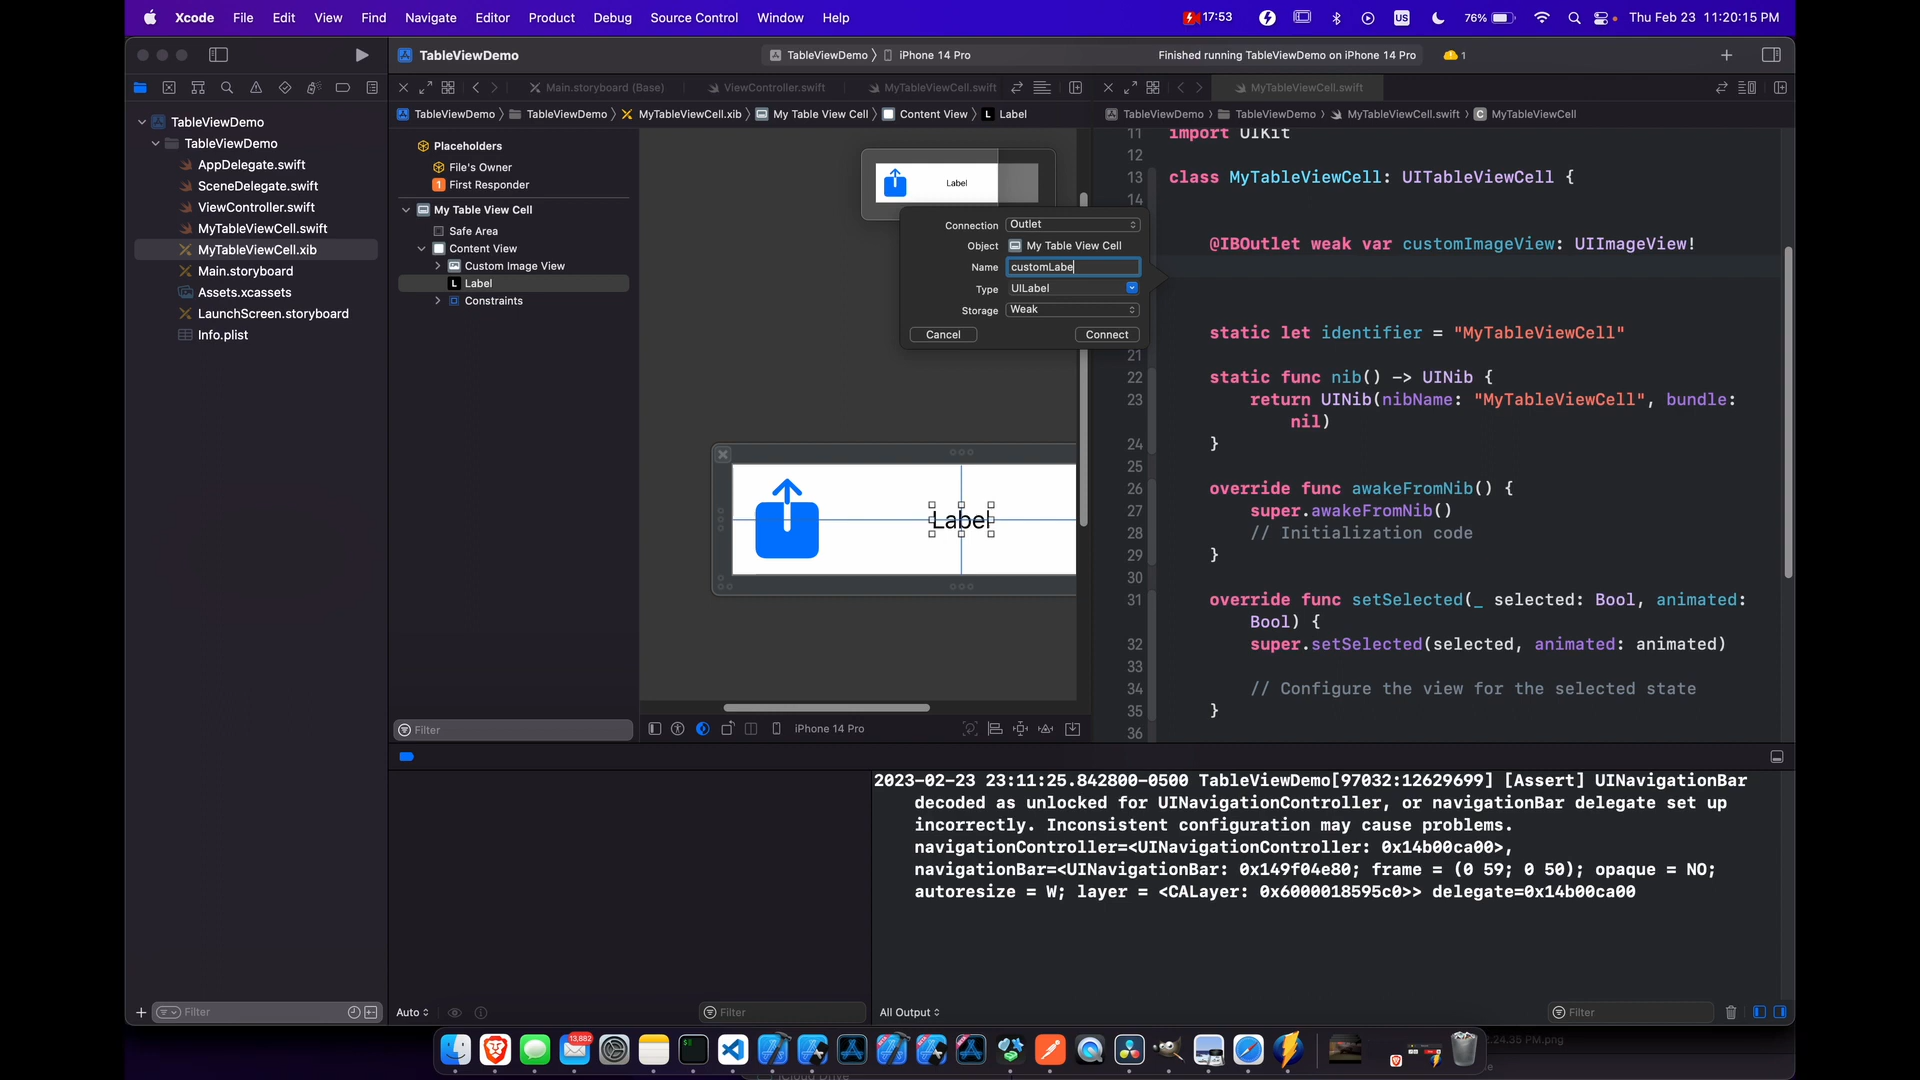 Xcode File Edit View Find Navigate Editor Product Debug Source Control Window Help 17:53 US 76% Thu Feb 23 11:20:15 PM
TableViewDemo TableViewDemo 〉 iPhone 14 Pro Finished running TableViewDemo on iPhone 14 Pro 1
Main.storyboard (Base) ViewController.swift MyTableViewCell.swift MyTableViewCell.swift
TableViewDemo 〉 TableViewDemo 〉 MyTableViewCell.xib 〉 My Table View Cell 〉 Content View 〉 L Label
TableViewDemo 〉 TableViewDemo 〉 MyTableViewCell.swift 〉 C MyTableViewCell
TableViewDemo
TableViewDemo
AppDelegate.swift
SceneDelegate.swift
ViewController.swift
MyTableViewCell.swift
MyTableViewCell.xib
Main.storyboard
Assets.xcassets
LaunchScreen.storyboard
Info.plist
Placeholders
File's Owner
1 First Responder
My Table View Cell
Safe Area
Content View
Custom Image View
L Label
Constraints
Filter
Label
Connection Outlet
Object My Table View Cell
Name customLabe
Type UILabel
Storage Weak
Cancel Connect
Label
iPhone 14 Pro
11 import UIKit
12
13 class MyTableViewCell: UITableViewCell {
14
@IBOutlet weak var customImageView: UIImageView!
static let identifier = "MyTableViewCell"
21
22 static func nib() -> UINib {
23 return UINib(nibName: "MyTableViewCell", bundle:
nil)
24 }
25
26 override func awakeFromNib() {
27 super.awakeFromNib()
28 // Initialization code
29 }
30
31 override func setSelected(_ selected: Bool, animated:
Bool) {
32 super.setSelected(selected, animated: animated)
33
34 // Configure the view for the selected state
35 }
36
2023-02-23 23:11:25.842800-0500 TableViewDemo[97032:12629699] [Assert] UINavigationBar
decoded as unlocked for UINavigationController, or navigationBar delegate set up
incorrectly. Inconsistent configuration may cause problems.
navigationController=<UINavigationController: 0x14b00ca00>,
navigationBar=<UINavigationBar: 0x149f04e80; frame = (0 59; 0 50); opaque = NO;
autoresize = W; layer = <CALayer: 0x6000018595c0>> delegate=0x14b00ca00
Filter Auto Filter All Output Filter
13,882